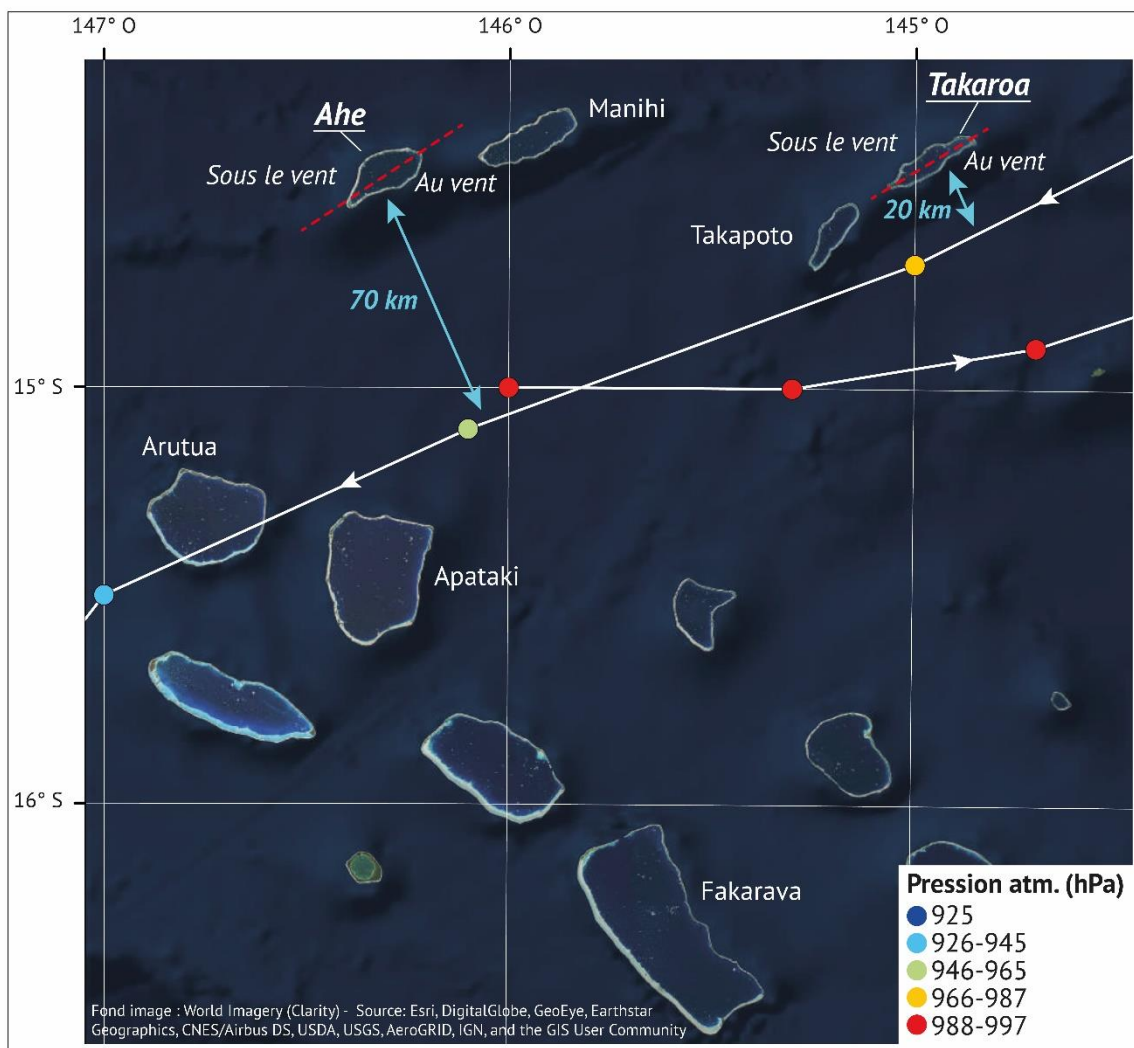 147° O
146° O
145° O
Ahe
Manihi
Takaroa
Sous le vent
Au vent
Sous le vent
Au vent
20 km
Takapoto
70 km
15° S
Arutua
Apataki
16° S
Fakarava
Pression atm. (hPa)
925
926-945
946-965
966-987
988-997
Fond image : World Imagery (Clarity) - Source: Esri, DigitalGlobe, GeoEye, Earthstar
Geographics, CNES/Airbus DS, USDA, USGS, AeroGRID, IGN, and the GIS User Community